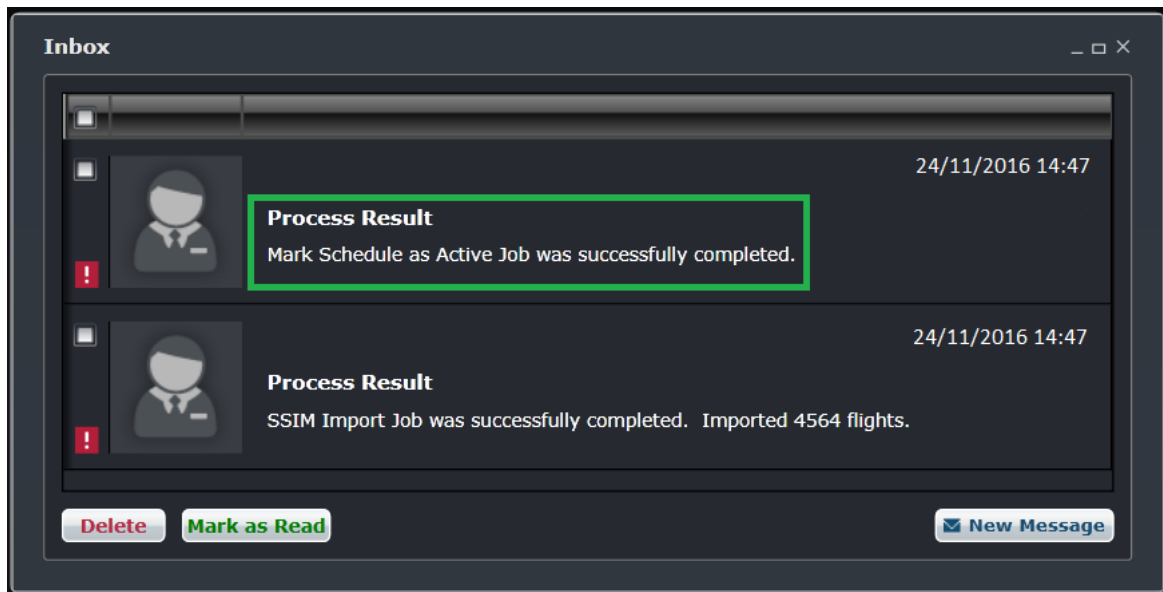 Inbox
24/11/2016 14:47
Process Result
Mark Schedule as Active Job was successfully completed.
!
24/11/2016 14:47
Process Result
SSIM Import Job was successfully completed.  Imported 4564 flights.
!
Delete Mark as Read New Message